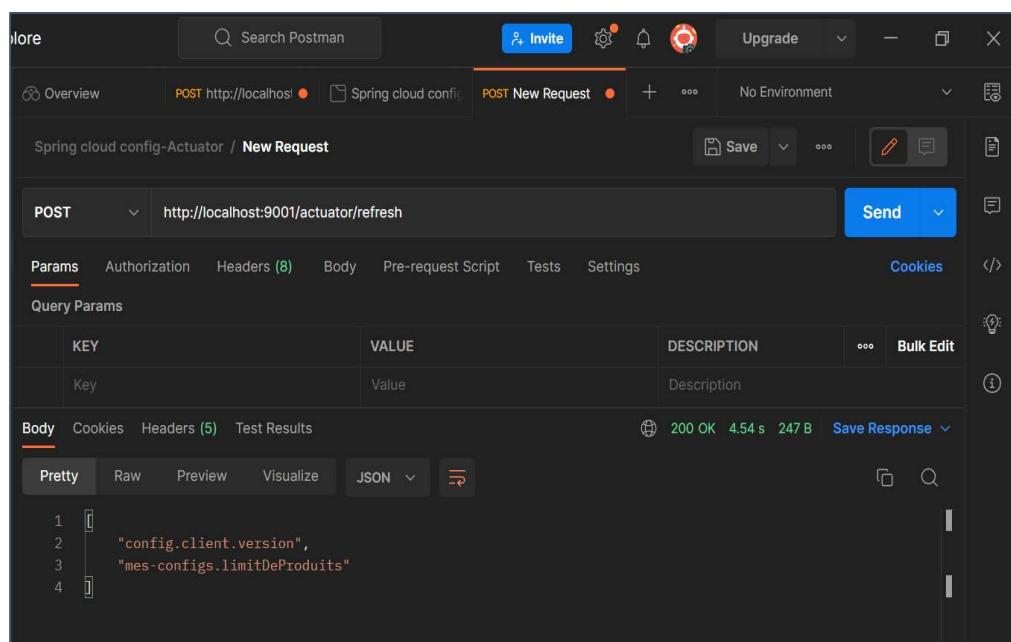 lore Search Postman Invite Upgrade
Overview POST http://localhost Spring cloud config POST New Request No Environment
Spring cloud config-Actuator / New Request Save
POST http://localhost:9001/actuator/refresh Send
Params Authorization Headers (8) Body Pre-request Script Tests Settings Cookies
Query Params
KEY VALUE DESCRIPTION Bulk Edit
Key Value Description
Body Cookies Headers (5) Test Results 200 OK 4.54 s 247 B Save Response
Pretty Raw Preview Visualize JSON
1 [
2 "config.client.version",
3 "mes-configs.limitDeProduits"
4 ]